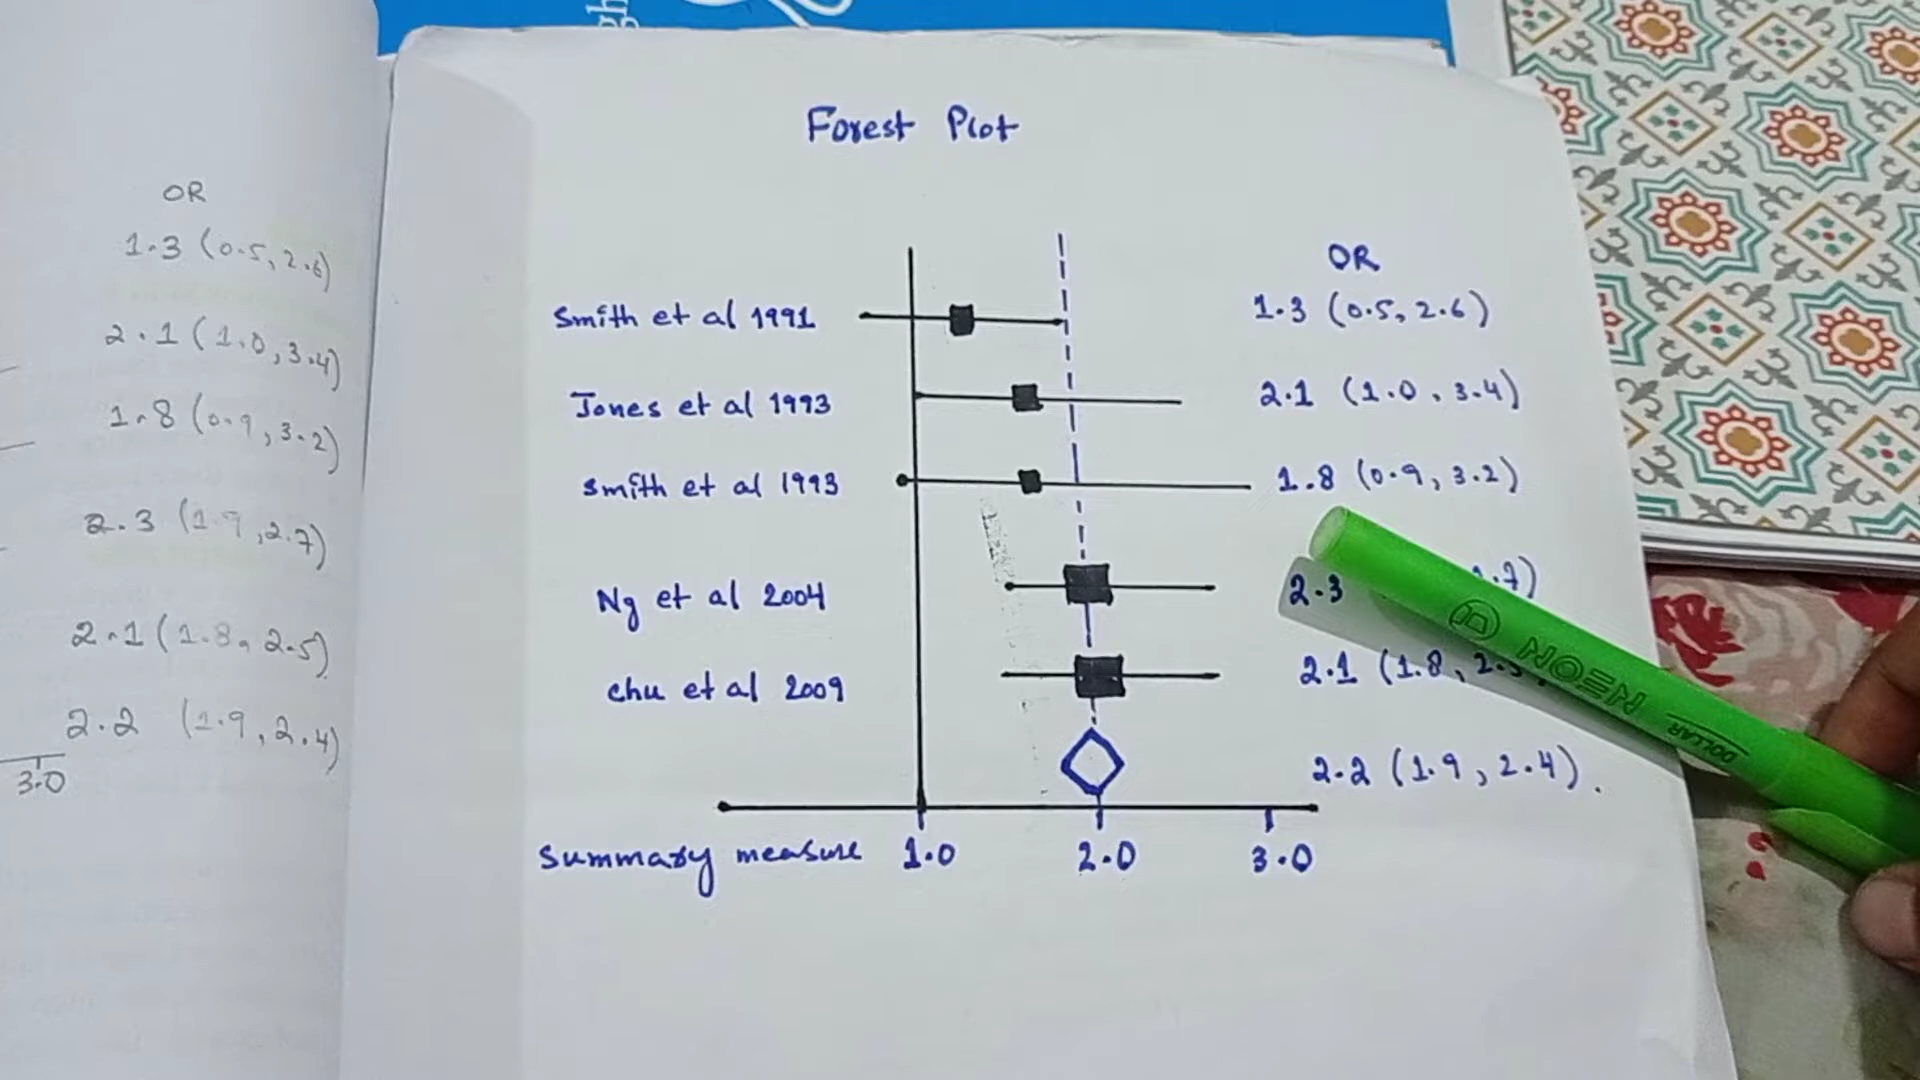 OR
1.3 (0.5, 2.6)
2.1 (1.0, 3.4)
1.8 (0.9, 3.2)
2.3 (1.9, 2.7)
2.1 (1.8, 2.5)
2.2 (1.9, 2.4)
3.0
Forest Plot
OR
Smith et al 1991 1.3 (0.5, 2.6)
Jones et al 1993 2.1 (1.0, 3.4)
Smith et al 1993 1.8 (0.9, 3.2)
Ng et al 2004 2.3 .7)
Chu et al 2009 2.1 (1.8, 2.5
2.2 (1.9, 2.4).
Summary measure 1.0 2.0 3.0
NEON
DOLLAR